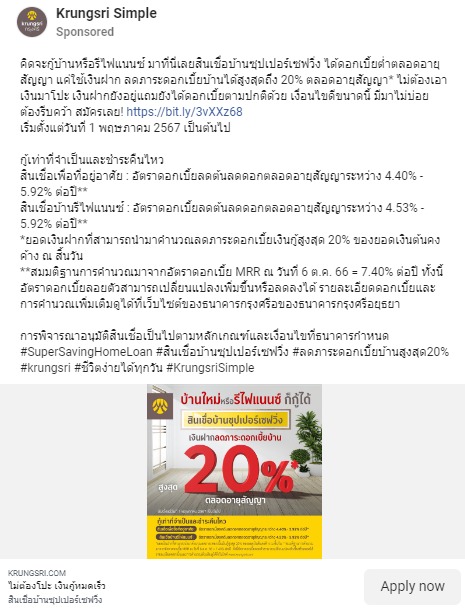 Krungsri Simple
Sponsored
krungsri
กรุงศรี
คิดจะกู้บ้านหรือรีไฟแนนซ์ มาที่นี่เลยสินเชื่อบ้านซุปเปอร์เซฟวิ่ง ได้ดอกเบี้ยต่ำตลอดอายุ
สัญญา แค่ใช้เงินฝาก ลดภาระดอกเบี้ยบ้านได้สูงสุดถึง 20% ตลอดอายุสัญญา* ไม่ต้องเอา
เงินมาโปะ เงินฝากยังอยู่แถมยังได้ดอกเบี้ยตามปกติด้วย เงื่อนไขดีขนาดนี้ มีมาไม่บ่อย
ต้องรีบคว้า สมัครเลย! https://bit.ly/3vXXz68
เริ่มตั้งแต่วันที่ 1 พฤษภาคม 2567 เป็นต้นไป
กู้เท่าที่จำเป็นและชำระคืนไหว
สินเชื่อเพื่อที่อยู่อาศัย : อัตราดอกเบี้ยลดต้นลดดอกตลอดอายุสัญญาระหว่าง 4.40% -
5.92% ต่อปี**
สินเชื่อบ้านรีไฟแนนซ์ : อัตราดอกเบี้ยลดต้นลดดอกตลอดอายุสัญญาระหว่าง 4.53% -
5.92% ต่อปี**
*ยอดเงินฝากที่สามารถนำมาคำนวณลดภาระดอกเบี้ยเงินกู้สูงสุด 20% ของยอดเงินต้นคง
ค้าง ณ สิ้นวัน
**สมมติฐานการคำนวณมาจากอัตราดอกเบี้ย MRR ณ วันที่ 6 ต.ค. 66 = 7.40% ต่อปี ทั้งนี้
อัตราดอกเบี้ยลอยตัวสามารถเปลี่ยนแปลงเพิ่มขึ้นหรือลดลงได้ รายละเอียดดอกเบี้ยและ
การคำนวณเพิ่มเติมดูได้ที่เว็บไซต์ของธนาคารกรุงศรีอยุธยา
การพิจารณาอนุมัติสินเชื่อเป็นไปตามหลักเกณฑ์และเงื่อนไขที่ธนาคารกำหนด
#SuperSavingHomeLoan #สินเชื่อบ้านซุปเปอร์เซฟวิ่ง #ลดภาระดอกเบี้ยบ้านสูงสุด20%
#krungsri #ชีวิตง่ายได้ทุกวัน #KrungsriSimple
บ้านใหม่หรือรีไฟแนนซ์ ก็กู้ได้
สินเชื่อบ้านซุปเปอร์เซฟวิ่ง
เงินฝากลดภาระดอกเบี้ยบ้าน
สูงสุด
20%*
ตลอดอายุสัญญา
กู้เท่าที่จำเป็นและชำระคืนไหว
KRUNGSRI.COM
ไม่ต้องโปะ เงินกู้หมดเร็ว
สินเชื่อบ้านซุปเปอร์เซฟวิ่ง
Apply now